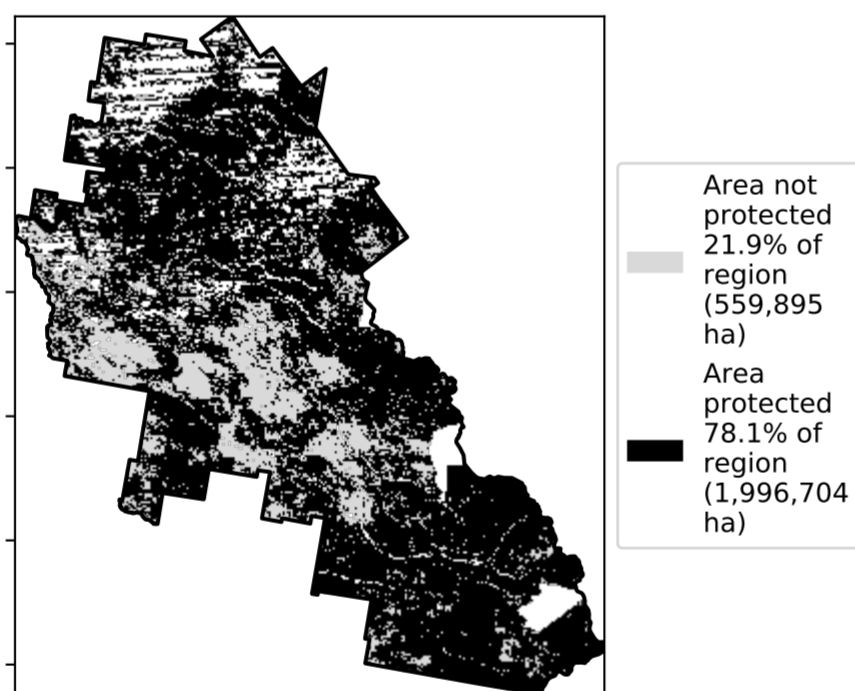 Area not
protected
21.9% of
region
(559,895
ha)
Area
protected
78.1% of
region
(1,996,704
ha)